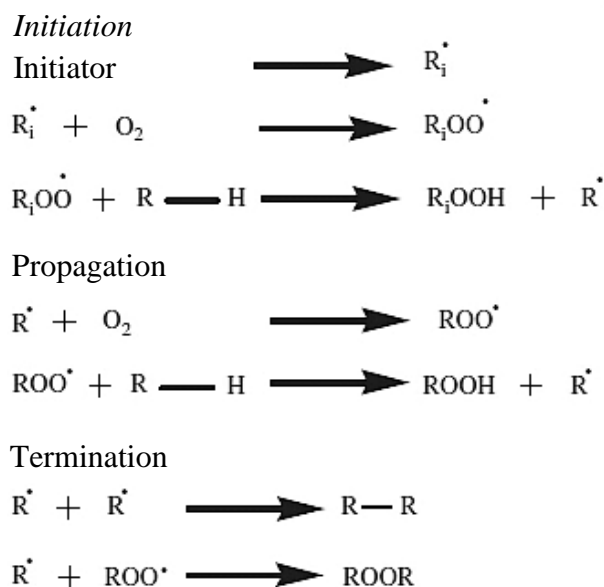 Initiation
Initiator ⟶ Rᵢ•
Rᵢ• + O₂ ⟶ RᵢOO•
RᵢOO• + R — H ⟶ RᵢOOH + R•
Propagation
R• + O₂ ⟶ ROO•
ROO• + R — H ⟶ ROOH + R•
Termination
R• + R• ⟶ R—R
R• + ROO• ⟶ ROOR